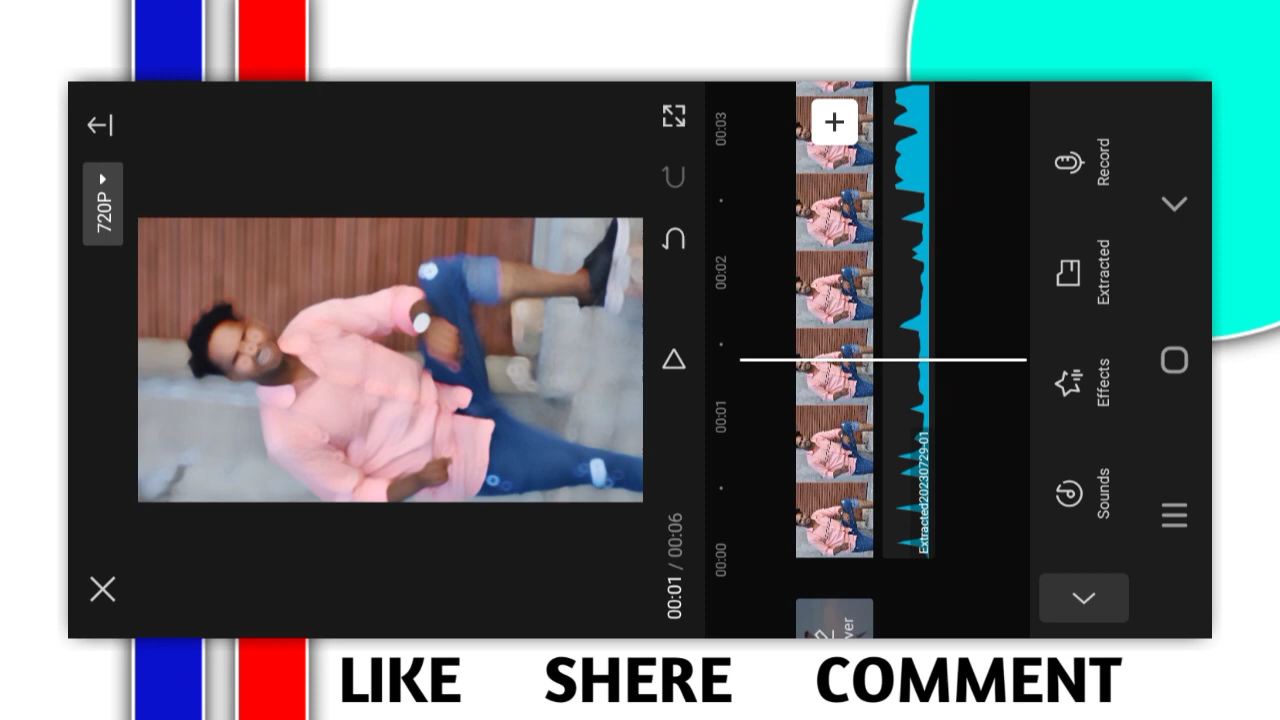 720P
00:01 / 00:06
00:00
00:01
00:02
00:03
ver
Extracted20230729-01
Sounds
Effects
Extracted
Record
LIKE SHERE COMMENT